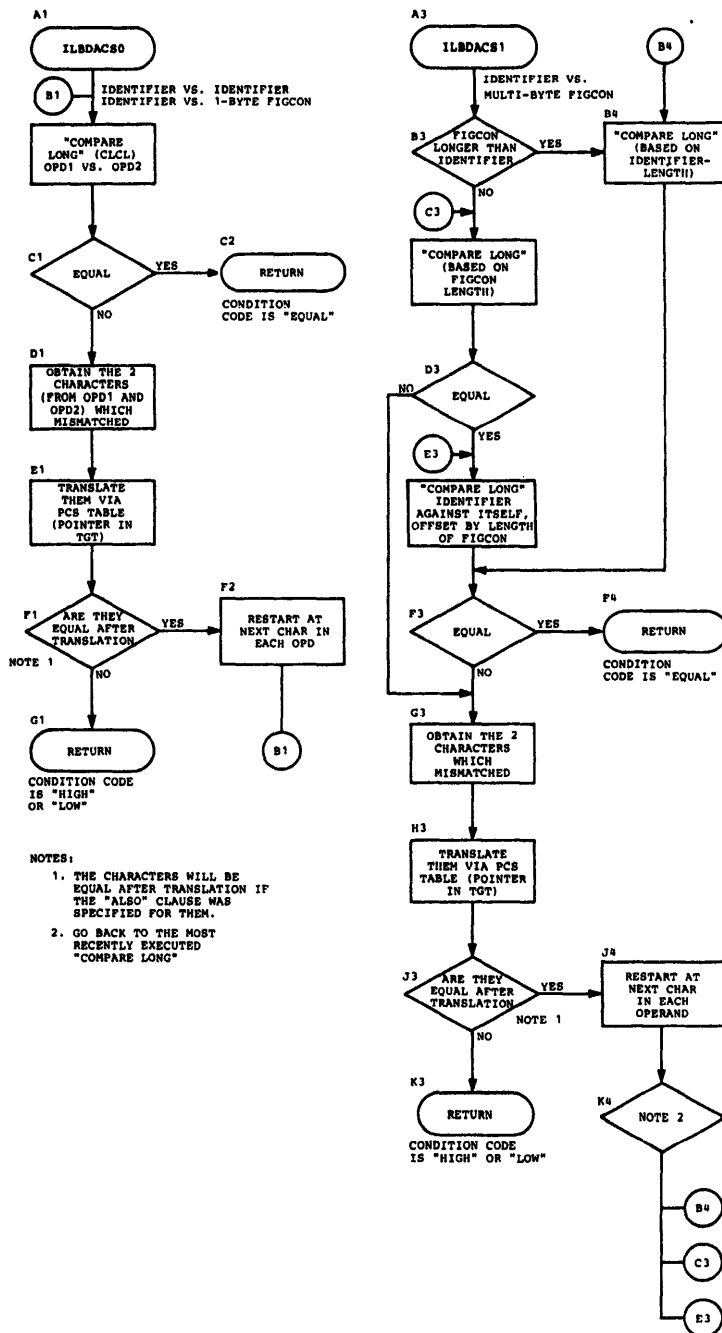 A1
ILBDACS0
B1
IDENTIFIER VS. IDENTIFIER
IDENTIFIER VS. 1-BYTE FIGCON
"COMPARE
LONG" (CLCL)
OPD1 VS. OPD2
C1
EQUAL
YES
NO
C2
RETURN
CONDITION
CODE IS "EQUAL"
D1
OBTAIN THE 2
CHARACTERS
(FROM OPD1 AND
OPD2) WHICH
MISMATCHED
E1
TRANSLATE
THEM VIA
PCS TABLE
(POINTER IN
TGT)
F1
ARE THEY
EQUAL AFTER
TRANSLATION
NOTE 1
YES
NO
F2
RESTART AT
NEXT CHAR IN
EACH OPD
B1
G1
RETURN
CONDITION CODE
IS "HIGH"
OR "LOW"
NOTES:
1. THE CHARACTERS WILL BE
EQUAL AFTER TRANSLATION IF
THE "ALSO" CLAUSE WAS
SPECIFIED FOR THEM.
2. GO BACK TO THE MOST
RECENTLY EXECUTED
"COMPARE LONG"
A3
ILBDACS1
IDENTIFIER VS.
MULTI-BYTE FIGCON
B3
FIGCON
LONGER THAN
IDENTIFIER
YES
NO
B4
B4
"COMPARE LONG"
(BASED ON
IDENTIFIER-
LENGTH)
C3
"COMPARE LONG"
(BASED ON
FIGCON
LENGTH)
D3
EQUAL
NO
YES
E3
"COMPARE LONG"
IDENTIFIER
AGAINST ITSELF,
OFFSET BY LENGTH
OF FIGCON
F3
EQUAL
YES
NO
F4
RETURN
CONDITION
CODE IS "EQUAL"
G3
OBTAIN THE 2
CHARACTERS
WHICH
MISMATCHED
H3
TRANSLATE
THEM VIA PCS
TABLE (POINTER
IN TGT)
J3
ARE THEY
EQUAL AFTER
TRANSLATION
YES
NOTE 1
NO
J4
RESTART AT
NEXT CHAR
IN EACH
OPERAND
K3
RETURN
CONDITION CODE
IS "HIGH" OR "LOW"
K4
NOTE 2
B4
C3
E3